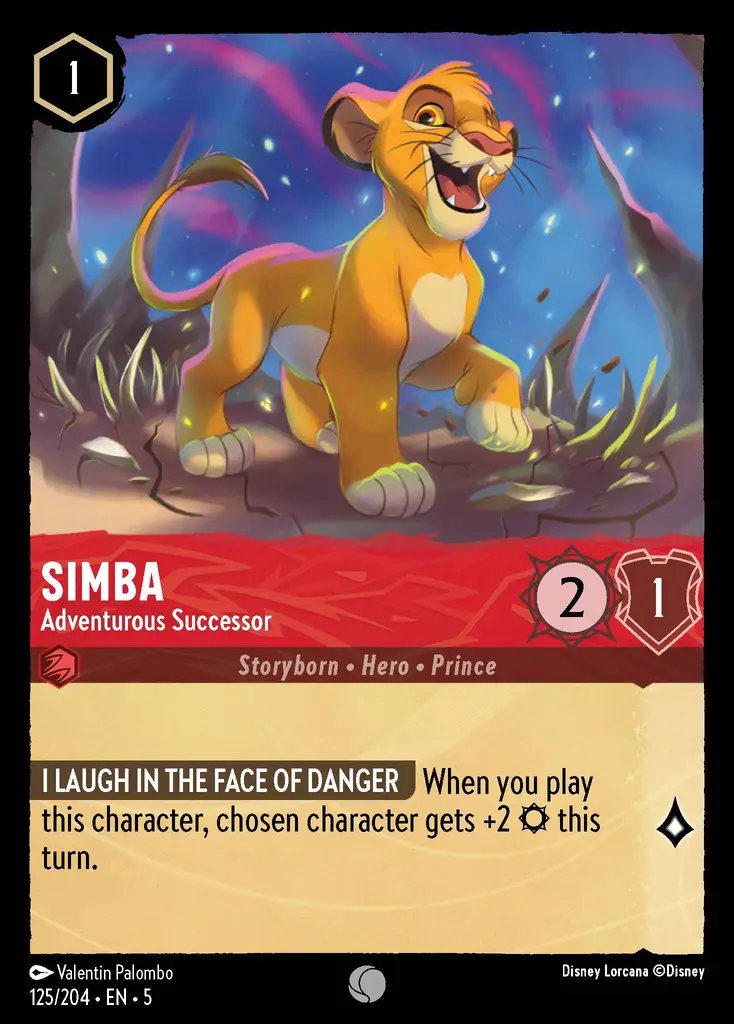 1
SIMBA
Adventurous Successor
2
1
Storyborn • Hero • Prince
I LAUGH IN THE FACE OF DANGER When you play
this character, chosen character gets +2 this
turn.
Valentin Palombo
125/204 • EN • 5
Disney Lorcana ©Disney